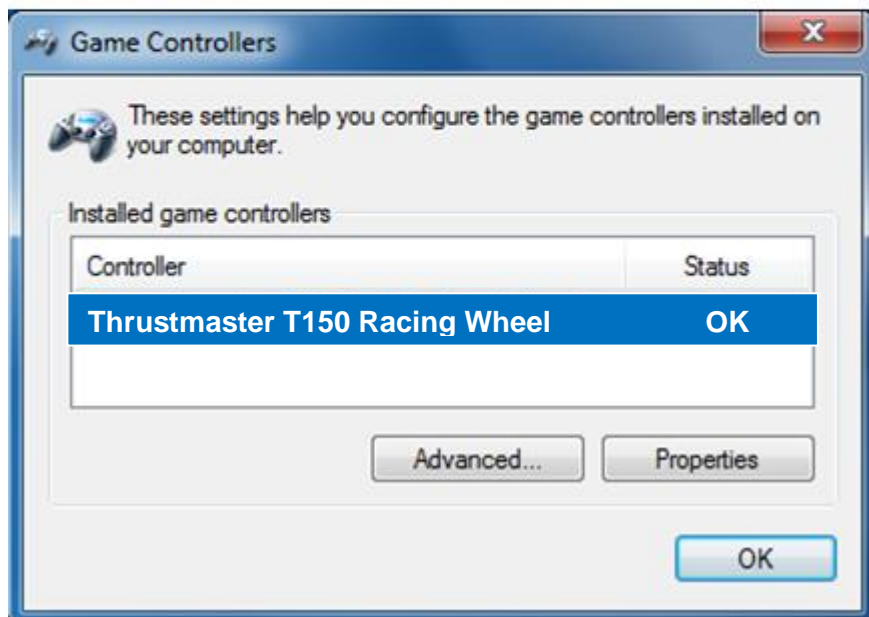 Game Controllers
These settings help you configure the game controllers installed on
your computer.
Installed game controllers
Controller Status
Thrustmaster T150 Racing Wheel OK
Advanced... Properties
OK